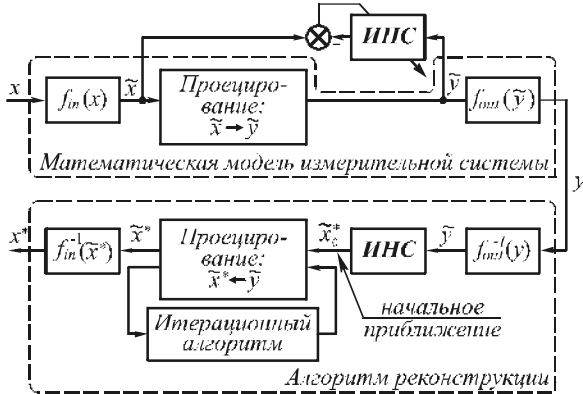 ИНС
−
x
f_in(x)
x̃
Проециро-
вание:
x̃→ỹ
ỹ
f_out(ỹ)
Математическая модель измерительной системы
y
x*
f_in^-1(x̃*)
x̃*
Проециро-
вание:
x̃*←ỹ
x̃*_0
ИНС
ỹ
f_out^-1(y)
Итерационный
алгоритм
начальное
приближение
Алгоритм реконструкции